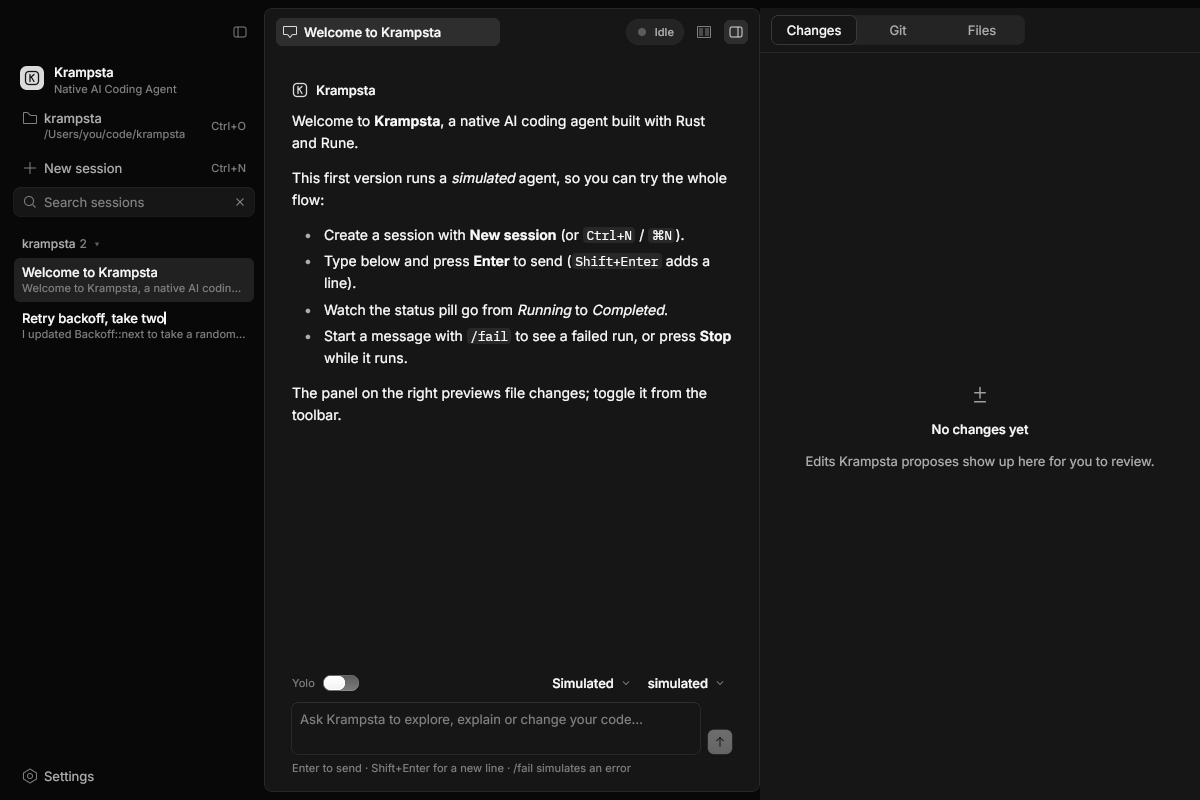 Krampsta
Native AI Coding Agent
krampsta
/Users/you/code/krampsta
Ctrl+O
New session
Ctrl+N
Search sessions
krampsta 2
Welcome to Krampsta
Welcome to Krampsta, a native AI codin...
Retry backoff, take two
I updated Backoff::next to take a random...
Settings
Welcome to Krampsta
Idle
Krampsta
Welcome to Krampsta, a native AI coding agent built with Rust
and Rune.
This first version runs a simulated agent, so you can try the whole
flow:
• Create a session with New session (or Ctrl+N / ⌘N).
• Type below and press Enter to send ( Shift+Enter adds a
line).
• Watch the status pill go from Running to Completed.
• Start a message with /fail to see a failed run, or press Stop
while it runs.
The panel on the right previews file changes; toggle it from the
toolbar.
Yolo
Simulated
simulated
Ask Krampsta to explore, explain or change your code...
Enter to send · Shift+Enter for a new line · /fail simulates an error
Changes
Git
Files
No changes yet
Edits Krampsta proposes show up here for you to review.